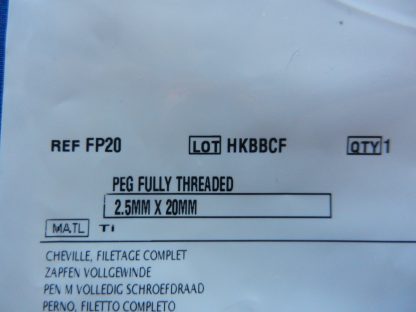 REF FP20 LOT HKBBCF QTY 1
PEG FULLY THREADED
2.5MM X 20MM
MATL Ti
CHEVILLE, FILETAGE COMPLET
ZAPFEN VOLLGEWINDE
PEN M VOLLEDIG SCHROEFDRAAD
PERNO, FILETTO COMPLETO